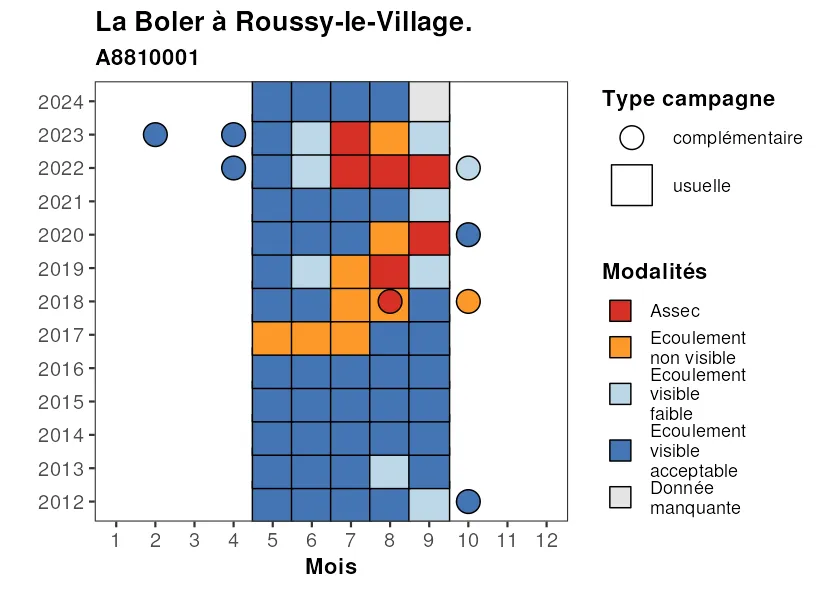 La Boler à Roussy-le-Village.
A8810001
2024
2023
2022
2021
2020
2019
2018
2017
2016
2015
2014
2013
2012
1 2 3 4 5 6 7 8 9 10 11 12
Mois
Type campagne
complémentaire
usuelle
Modalités
Assec
Ecoulement
non visible
Ecoulement
visible
faible
Ecoulement
visible
acceptable
Donnée
manquante